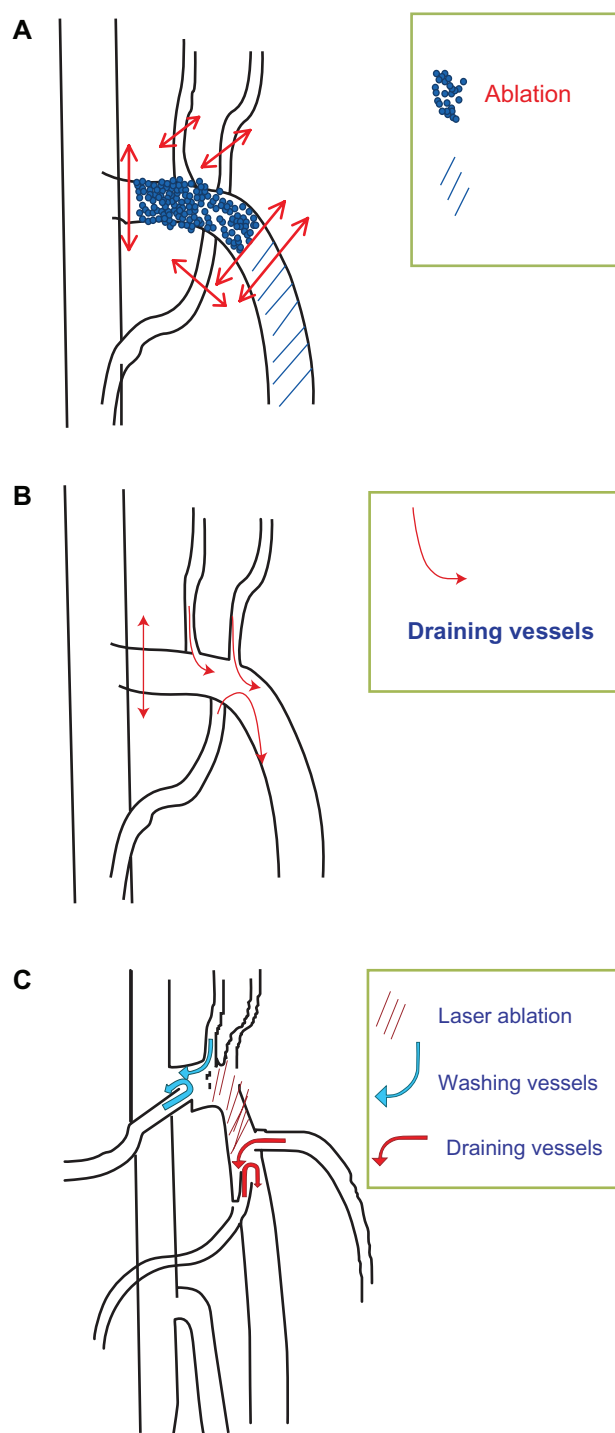 A
Ablation
B
Draining vessels
C
Laser ablation
Washing vessels
Draining vessels